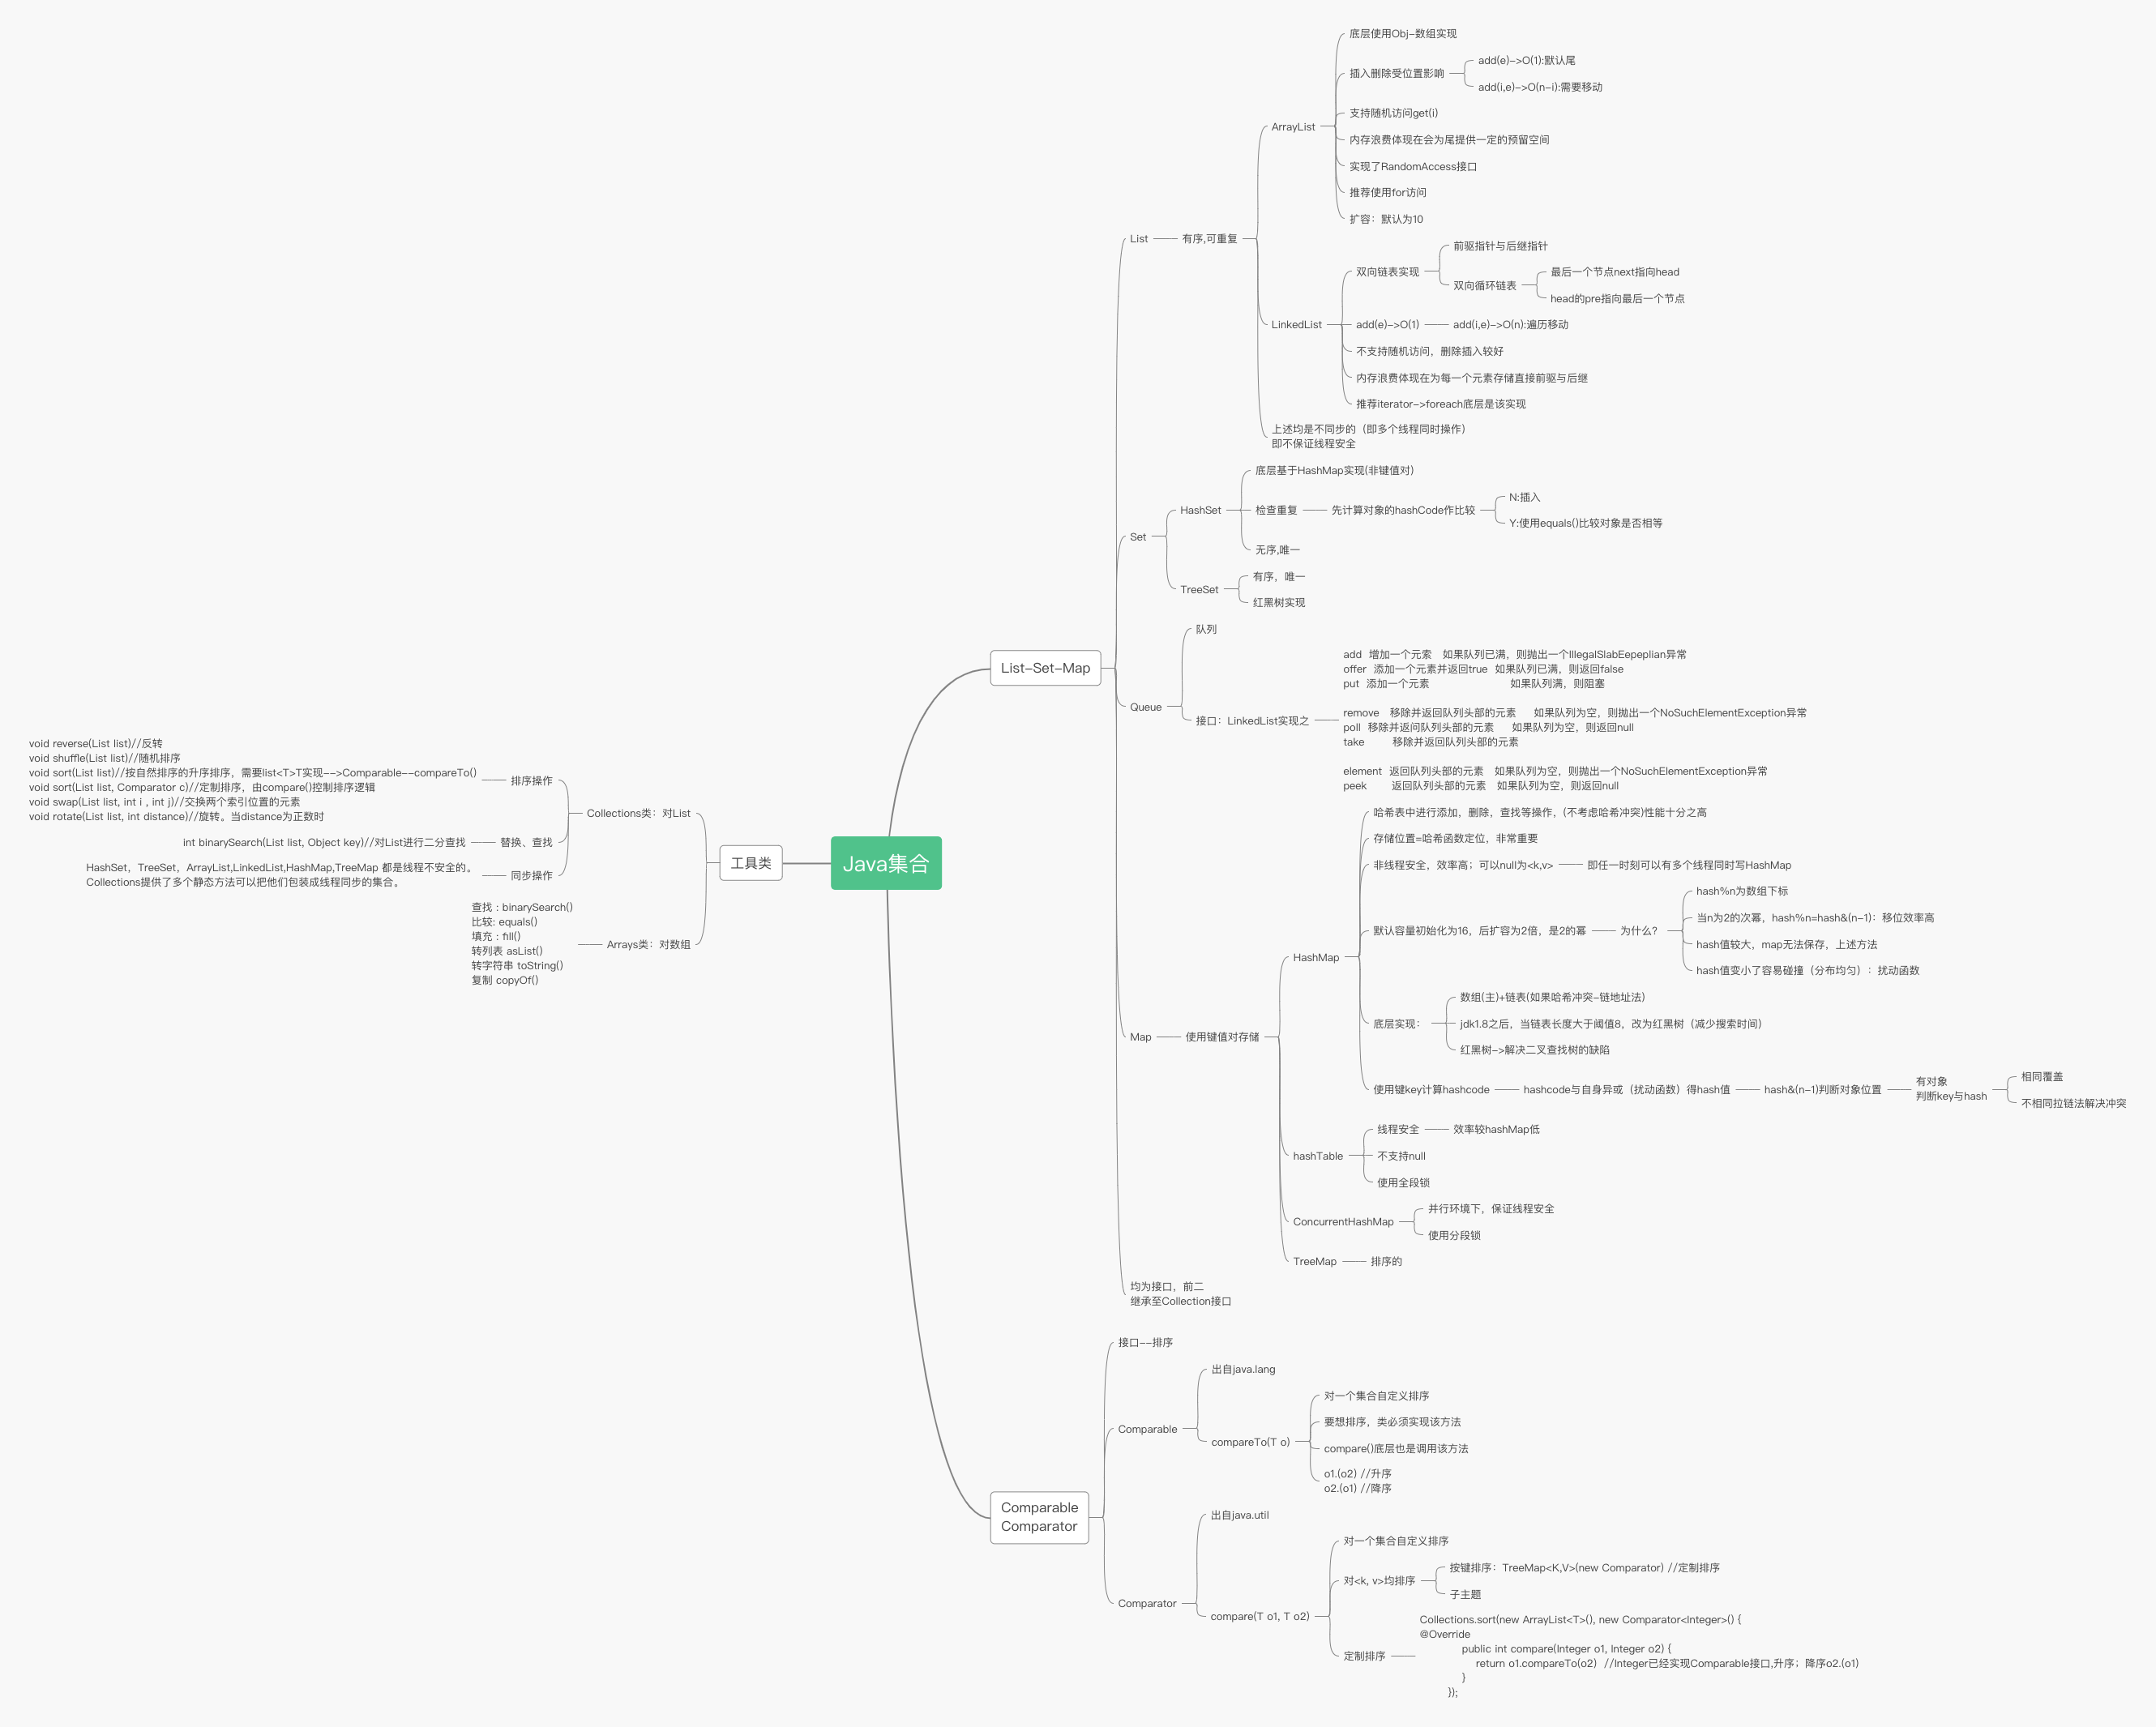 Java集合
List-Set-Map
List
有序,可重复
ArrayList
底层使用Obj-数组实现
插入删除受位置影响
add(e)->O(1):默认尾
add(i,e)->O(n-i):需要移动
支持随机访问get(i)
内存浪费体现在会为尾提供一定的预留空间
实现了RandomAccess接口
推荐使用for访问
扩容：默认为10
LinkedList
双向链表实现
前驱指针与后继指针
双向循环链表
最后一个节点next指向head
head的pre指向最后一个节点
add(e)->O(1)
add(i,e)->O(n):遍历移动
不支持随机访问，删除插入较好
内存浪费体现在为每一个元素存储直接前驱与后继
推荐iterator->foreach底层是该实现
上述均是不同步的（即多个线程同时操作）
即不保证线程安全
Set
HashSet
底层基于HashMap实现(非键值对)
检查重复
先计算对象的hashCode作比较
N:插入
Y:使用equals()比较对象是否相等
无序,唯一
TreeSet
有序，唯一
红黑树实现
Queue
队列
接口：LinkedList实现之
add 增加一个元索 如果队列已满，则抛出一个IIIegaISlabEepeplian异常
offer 添加一个元素并返回true 如果队列已满，则返回false
put 添加一个元素 如果队列满，则阻塞
remove 移除并返回队列头部的元素 如果队列为空，则抛出一个NoSuchElementException异常
poll 移除并返问队列头部的元素 如果队列为空，则返回null
take 移除并返回队列头部的元素
element 返回队列头部的元素 如果队列为空，则抛出一个NoSuchElementException异常
peek 返回队列头部的元素 如果队列为空，则返回null
Map
使用键值对存储
HashMap
哈希表中进行添加，删除，查找等操作，(不考虑哈希冲突)性能十分之高
存储位置=哈希函数定位，非常重要
非线程安全，效率高；可以null为<k,v>
即任一时刻可以有多个线程同时写HashMap
默认容量初始化为16，后扩容为2倍，是2的幂
为什么？
hash%n为数组下标
当n为2的次幂，hash%n=hash&(n-1)：移位效率高
hash值较大，map无法保存，上述方法
hash值变小了容易碰撞（分布均匀）：扰动函数
底层实现：
数组(主)+链表(如果哈希冲突-链地址法)
jdk1.8之后，当链表长度大于阈值8，改为红黑树（减少搜索时间）
红黑树->解决二叉查找树的缺陷
使用键key计算hashcode
hashcode与自身异或（扰动函数）得hash值
hash&(n-1)判断对象位置
有对象
判断key与hash
相同覆盖
不相同拉链法解决冲突
hashTable
线程安全
效率较hashMap低
不支持null
使用全段锁
ConcurrentHashMap
并行环境下，保证线程安全
使用分段锁
TreeMap
排序的
均为接口，前二
继承至Collection接口
Comparable
Comparator
接口--排序
Comparable
出自java.lang
compareTo(T o)
对一个集合自定义排序
要想排序，类必须实现该方法
compare()底层也是调用该方法
o1.(o2) //升序
o2.(o1) //降序
Comparator
出自java.util
compare(T o1, T o2)
对一个集合自定义排序
对<k, v>均排序
按键排序：TreeMap<K,V>(new Comparator) //定制排序
子主题
定制排序
Collections.sort(new ArrayList<T>(), new Comparator<Integer>() {
@Override
public int compare(Integer o1, Integer o2) {
return o1.compareTo(o2) //Integer已经实现Comparable接口,升序；降序o2.(o1)
}
});
工具类
Collections类：对List
排序操作
void reverse(List list)//反转
void shuffle(List list)//随机排序
void sort(List list)//按自然排序的升序排序，需要list<T>T实现-->Comparable--compareTo()
void sort(List list, Comparator c)//定制排序，由compare()控制排序逻辑
void swap(List list, int i , int j)//交换两个索引位置的元素
void rotate(List list, int distance)//旋转。当distance为正数时
替换、查找
int binarySearch(List list, Object key)//对List进行二分查找
同步操作
HashSet，TreeSet，ArrayList,LinkedList,HashMap,TreeMap 都是线程不安全的。
Collections提供了多个静态方法可以把他们包装成线程同步的集合。
Arrays类：对数组
查找 : binarySearch()
比较: equals()
填充 : fill()
转列表 asList()
转字符串 toString()
复制 copyOf()